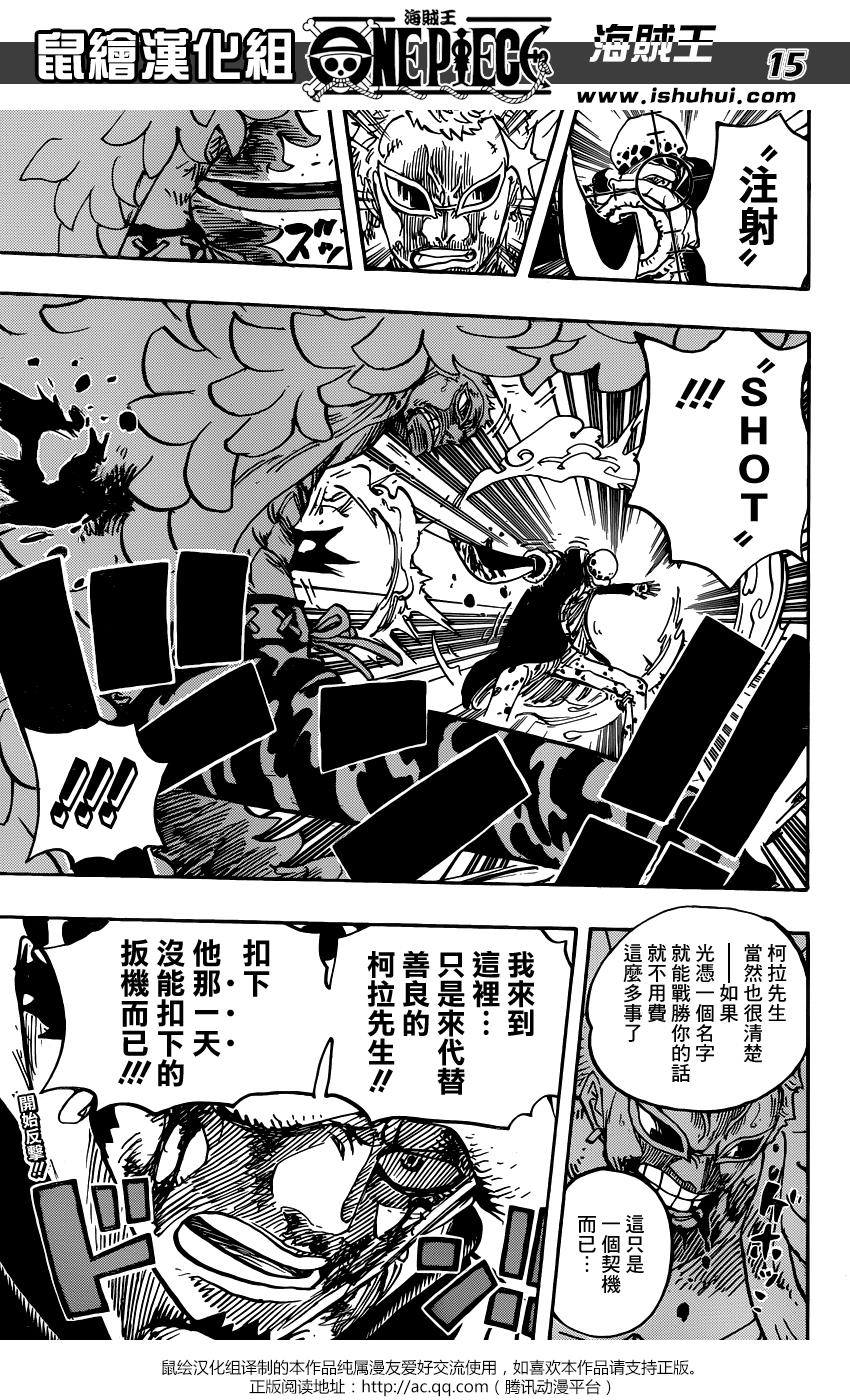 鼠繪漢化組
海賊王
ONE PIECE
海賊王
15
www.ishuhui.com
〝注射〟
ズズッ
〝SHOT〟
!!!
!!!!
柯拉先生
當然也很清楚
——如果
光憑一個名字
就能戰勝你的話
就不用費
這麼多事了
ゲホッ…
這只是
一個契機
而已…
我來到
這裡…
只是來代替
善良的
柯拉先生!!
扣下
他那一天
沒能扣下的
扳機而已!!!
ドド
開始反擊!!
鼠绘汉化组译制的本作品纯属漫友爱好交流使用，如喜欢本作品请支持正版。
正版阅读地址：http://ac.qq.com（腾讯动漫平台）